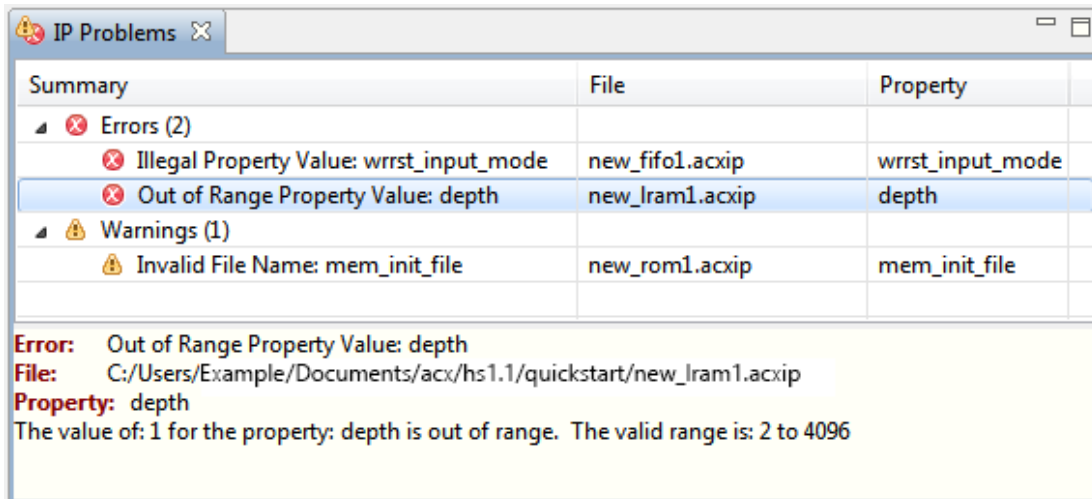 IP Problems
Summary File Property
Errors (2)
Illegal Property Value: wrrst_input_mode new_fifo1.acxip wrrst_input_mode
Out of Range Property Value: depth new_lram1.acxip depth
Warnings (1)
Invalid File Name: mem_init_file new_rom1.acxip mem_init_file
Error: Out of Range Property Value: depth
File: C:/Users/Example/Documents/acx/hs1.1/quickstart/new_lram1.acxip
Property: depth
The value of: 1 for the property: depth is out of range. The valid range is: 2 to 4096